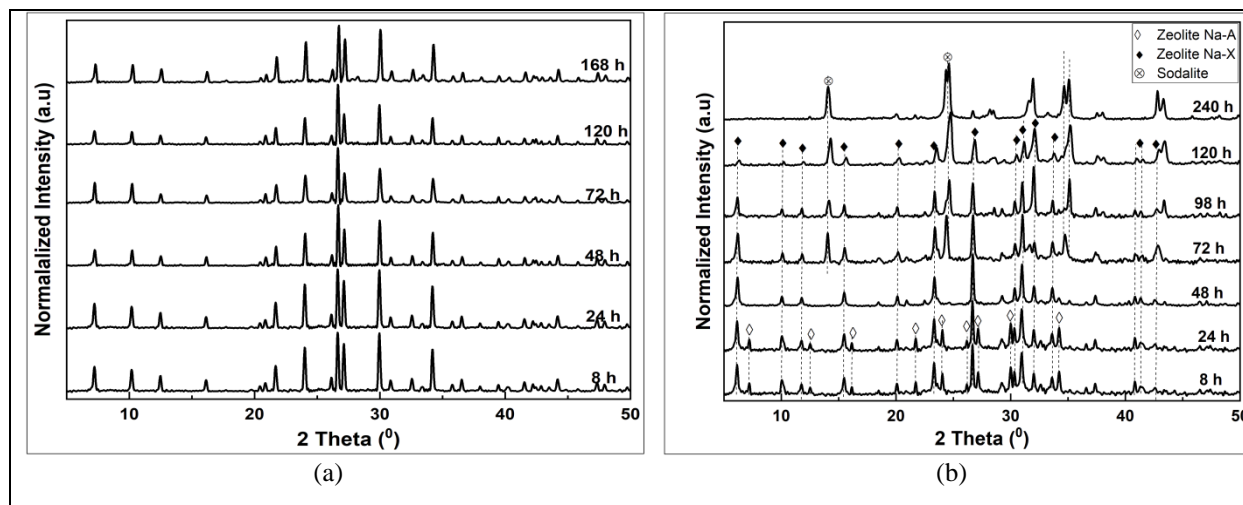 168 h
120 h
72 h
48 h
24 h
8 h
Normalalized Intensity (a.u)
10 20 30 40 50
2 Theta (⁰)
(a)
◊ Zeolite Na-A
♦ Zeolite Na-X
⊗ Sodalite
240 h
120 h
98 h
72 h
48 h
24 h
8 h
Normalized Intensity (a.u)
10 20 30 40 50
2 Theta (⁰)
(b)